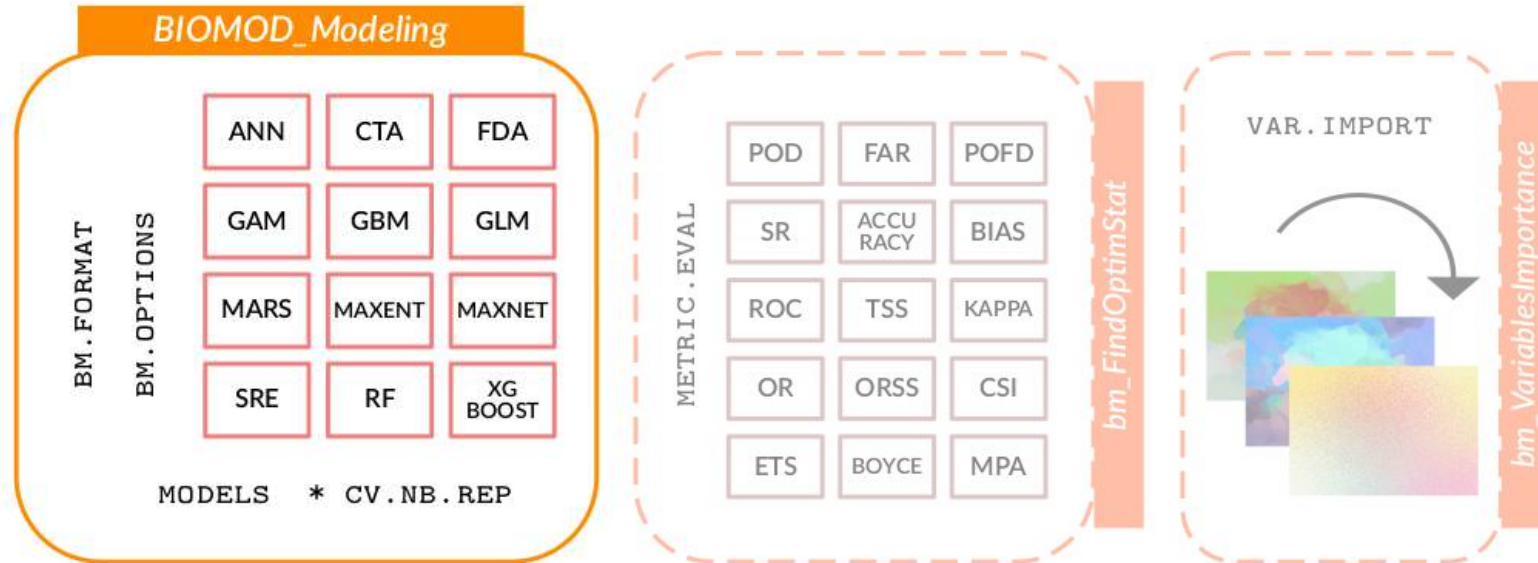 BIOMOD_Modeling
BM.FORMAT
BM.OPTIONS
ANN
CTA
FDA
GAM
GBM
GLM
MARS
MAXENT
MAXNET
SRE
RF
XG
BOOST
MODELS * CV.NB.REP
METRIC.EVAL
POD
FAR
POFD
SR
ACCU
RACY
BIAS
ROC
TSS
KAPPA
OR
ORSS
CSI
ETS
BOYCE
MPA
bm_FindOptimStat
VAR.IMPORT
bm_VariablesImportance